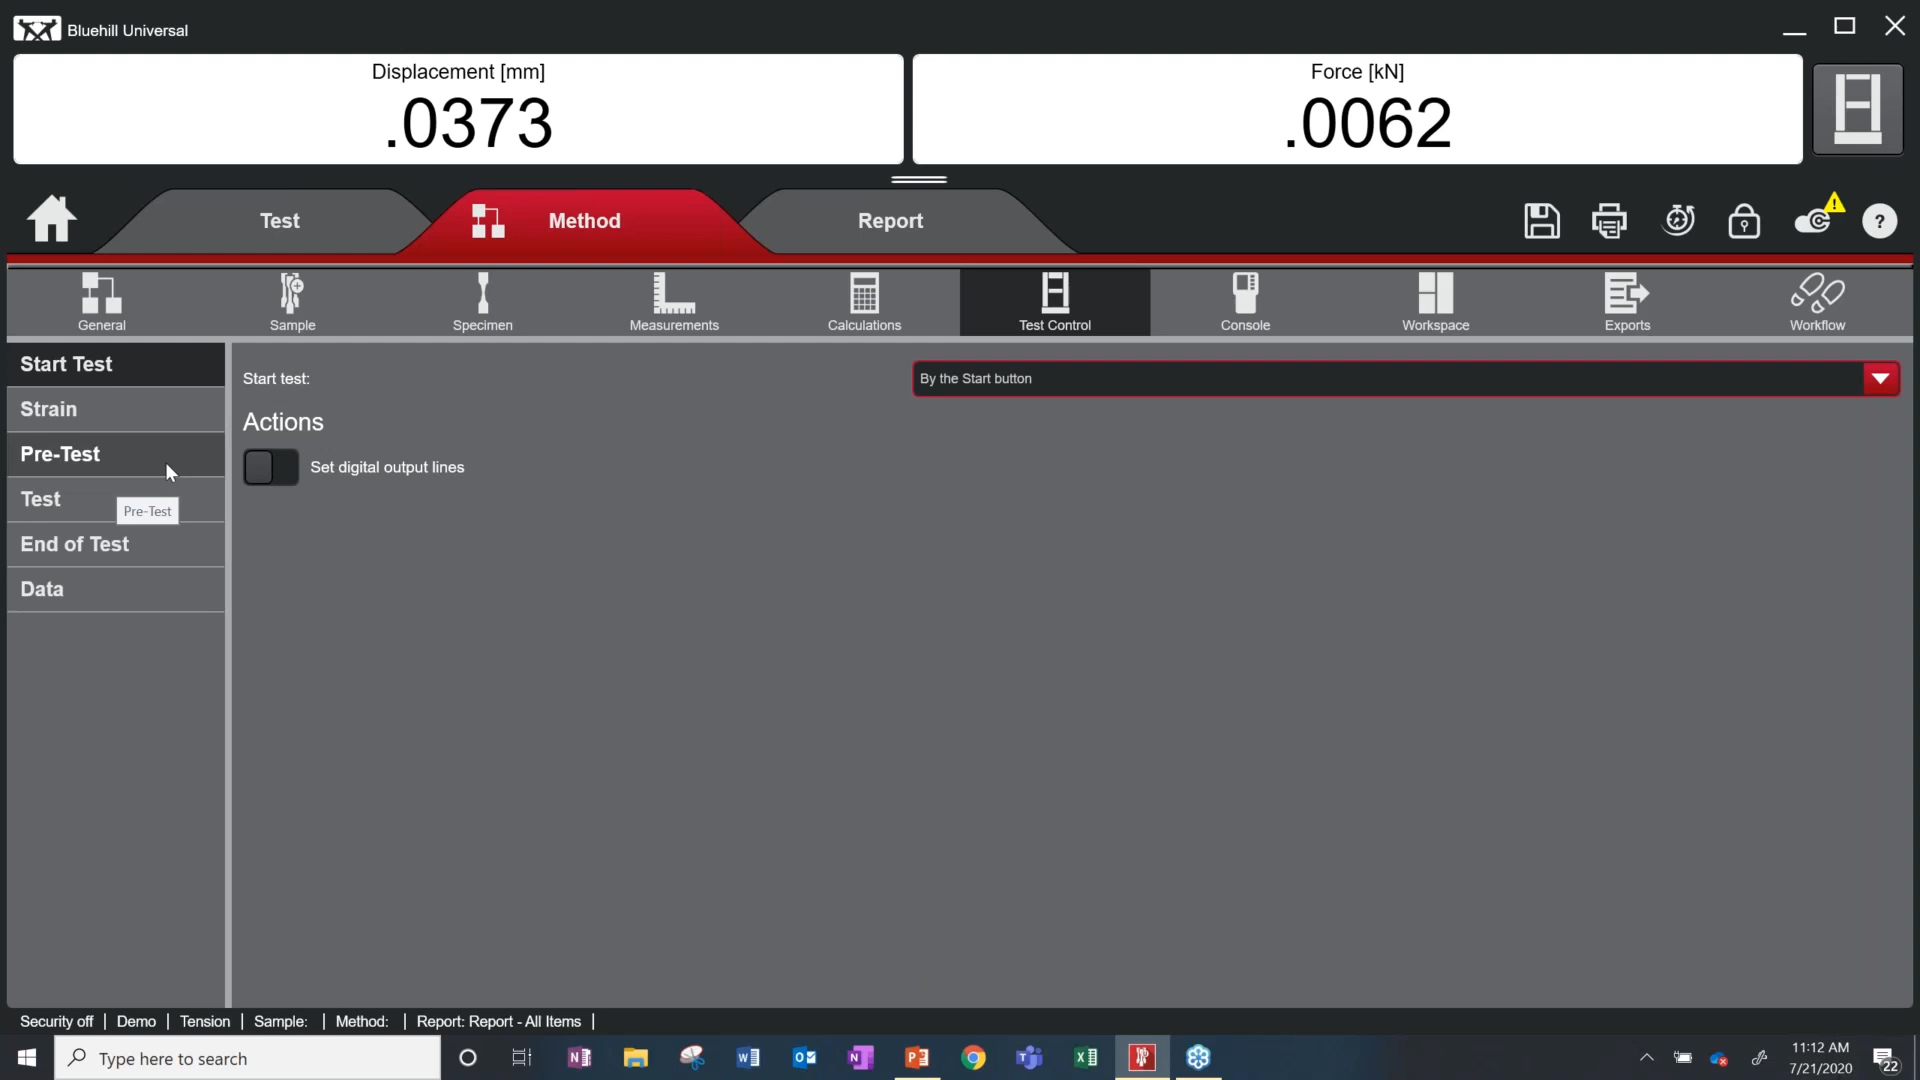 Bluehill Universal
Displacement [mm]
.0373
Force [kN]
.0062
Test
Method
Report
General
Sample
Specimen
Measurements
Calculations
Test Control
Console
Workspace
Exports
Workflow
Start Test
Strain
Pre-Test
Test
Pre-Test
End of Test
Data
Start test:
By the Start button
Actions
Set digital output lines
Security off | Demo | Tension | Sample: | Method: | Report: Report - All Items |
Type here to search
11:12 AM
7/21/2020
22